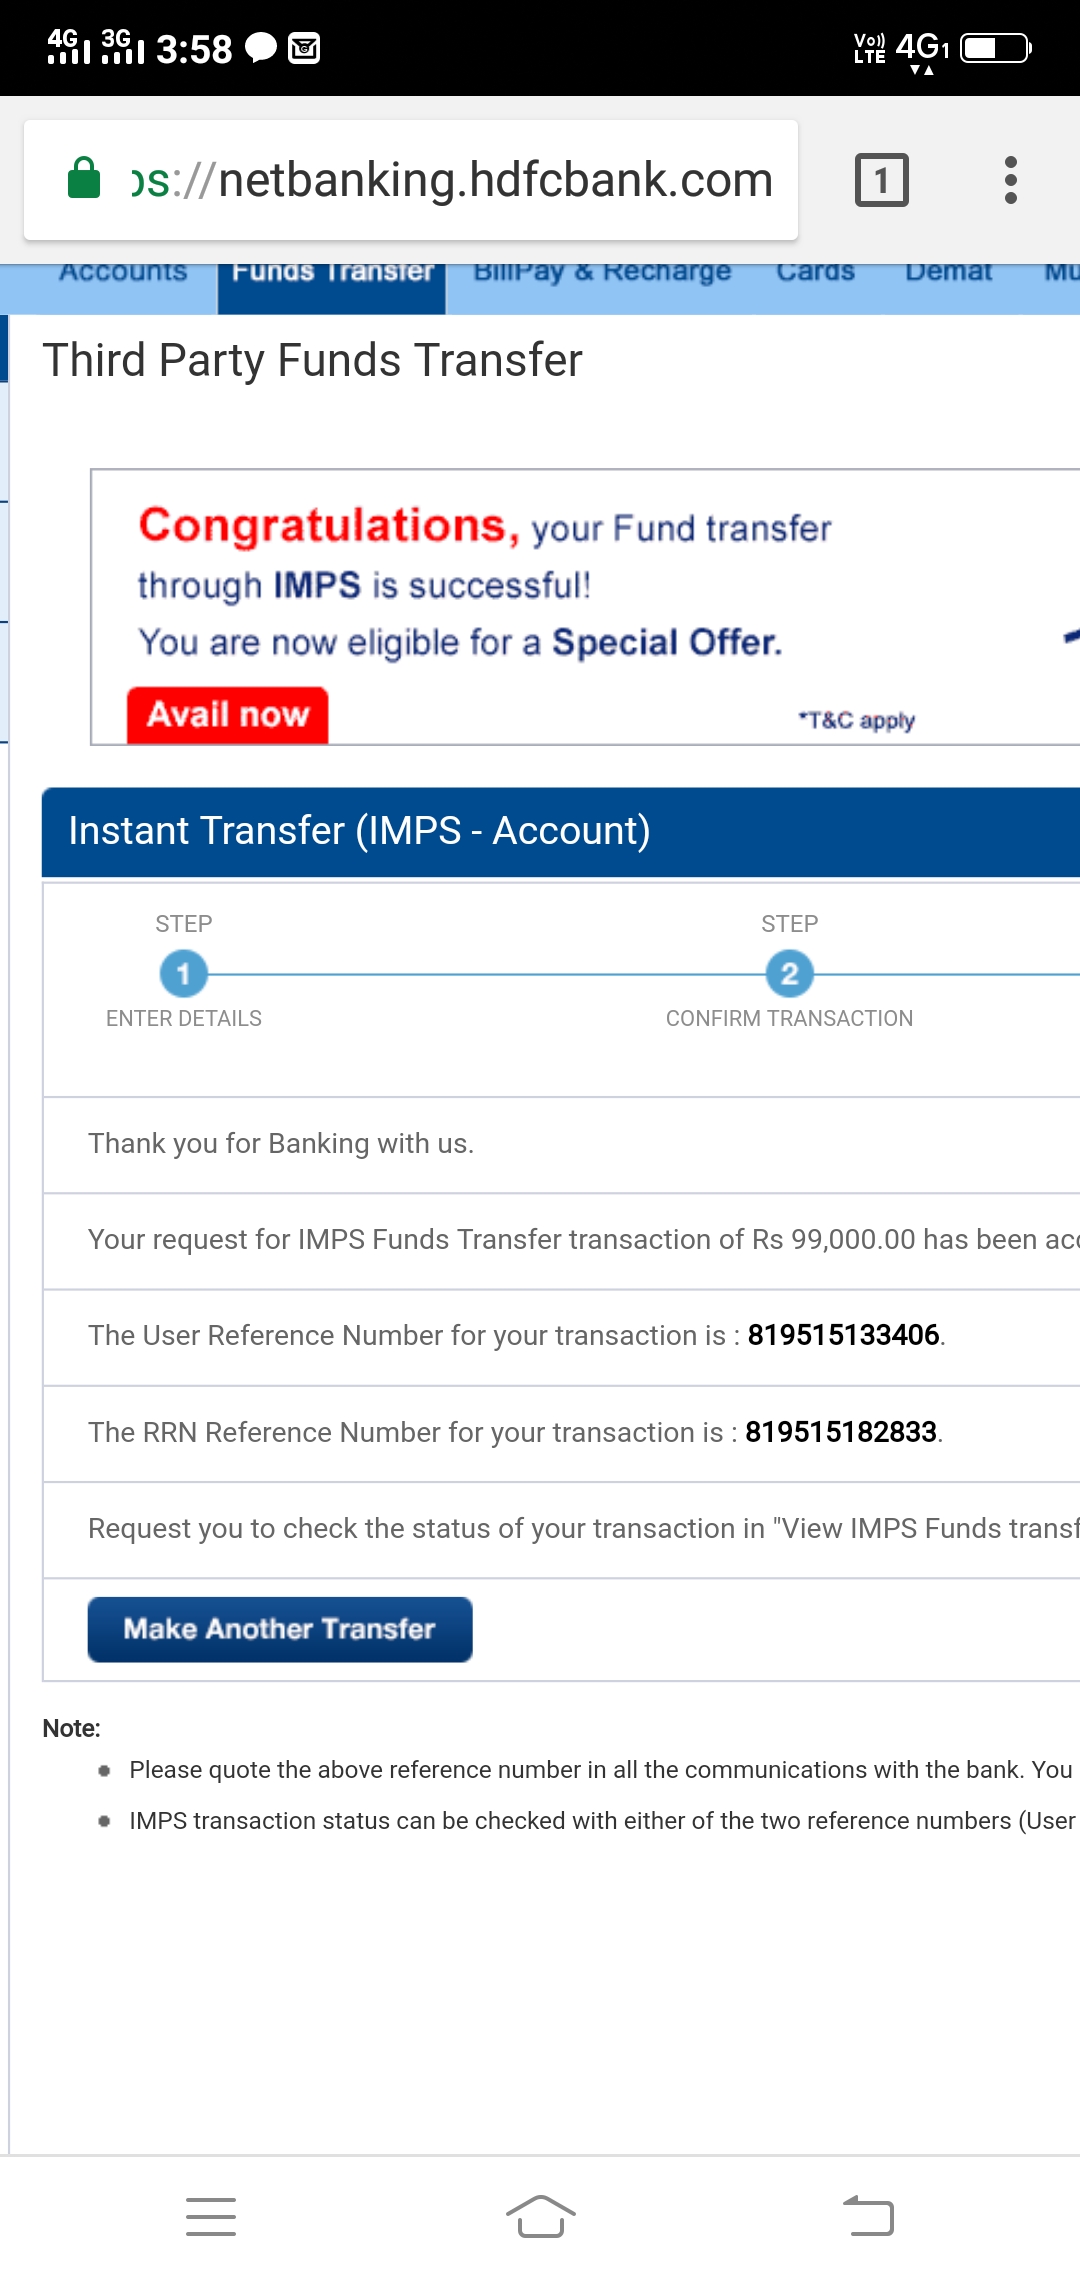 4G 3G 3:58 Vo)) LTE 4G1
ps://netbanking.hdfcbank.com 1
Accounts Funds Transfer BillPay & Recharge Cards Demat Mu
Third Party Funds Transfer
Congratulations, your Fund transfer
through IMPS is successful!
You are now eligible for a Special Offer.
Avail now *T&C apply
Instant Transfer (IMPS - Account)
STEP STEP
1 2
ENTER DETAILS CONFIRM TRANSACTION
Thank you for Banking with us.
Your request for IMPS Funds Transfer transaction of Rs 99,000.00 has been acc
The User Reference Number for your transaction is : 819515133406.
The RRN Reference Number for your transaction is : 819515182833.
Request you to check the status of your transaction in "View IMPS Funds transf
Make Another Transfer
Note:
Please quote the above reference number in all the communications with the bank. You
IMPS transaction status can be checked with either of the two reference numbers (User